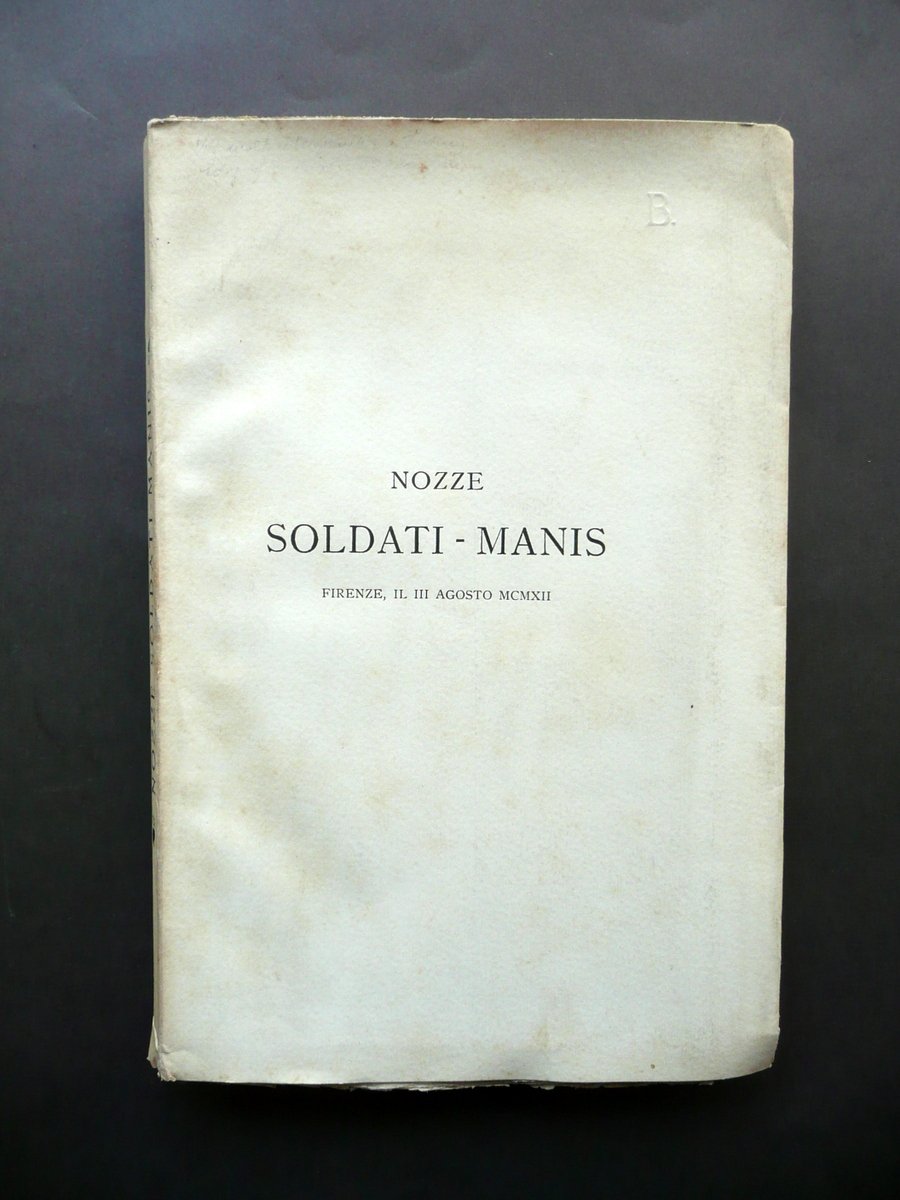 B.
NOZZE
SOLDATI - MANIS
FIRENZE, IL III AGOSTO MCMXII